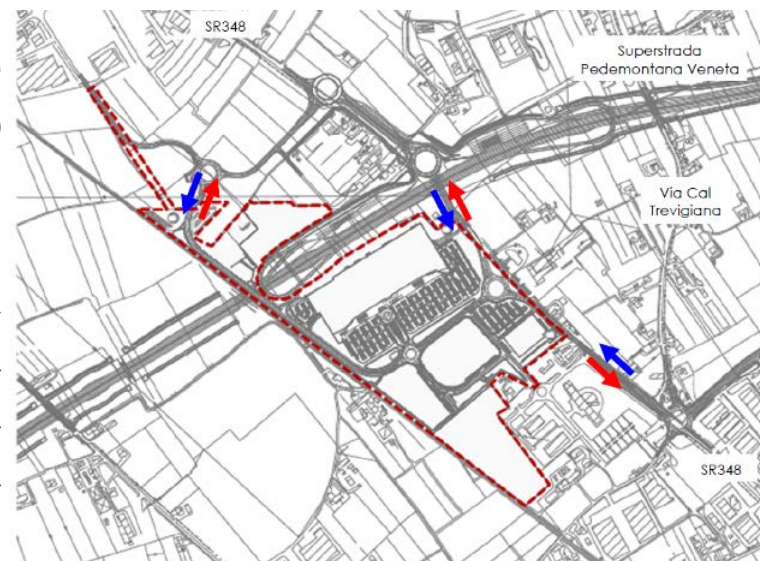 SR348
Superstrada
Pedemontana Veneta
Via Cal
Trevigiana
SR348